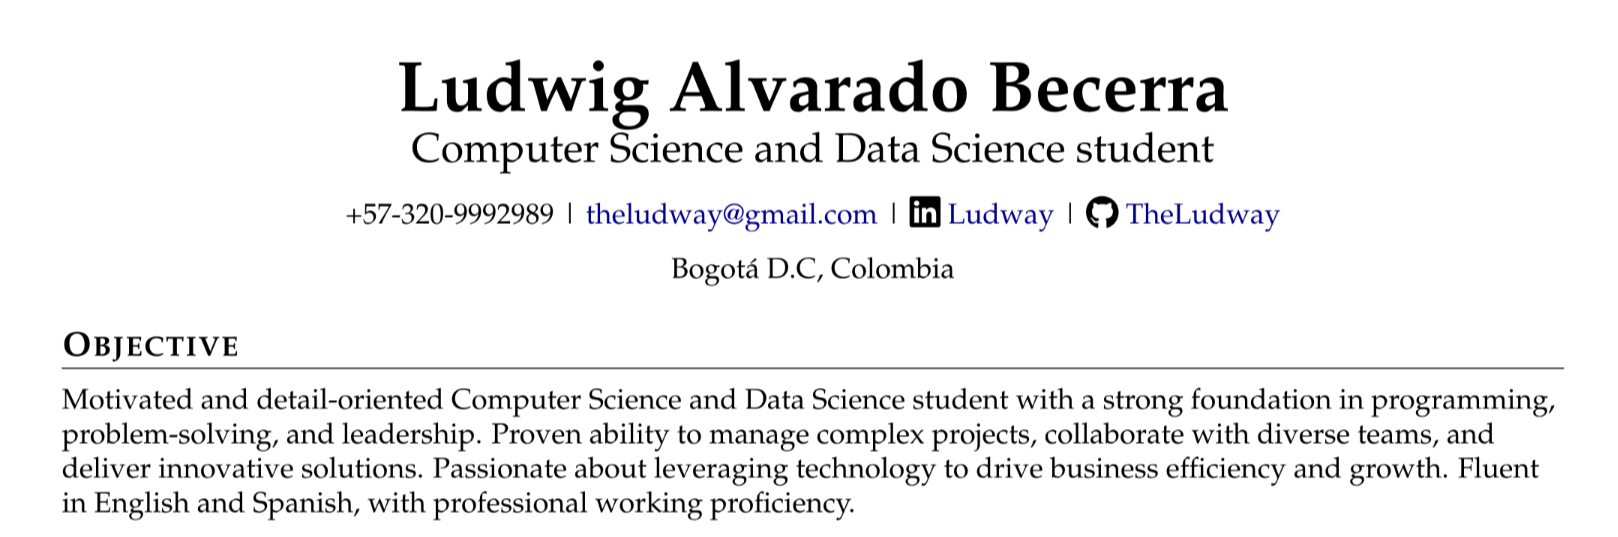 Ludwig Alvarado Becerra
Computer Science and Data Science student
+57-320-9992989 | theludway@gmail.com | in Ludway | TheLudway
Bogotá D.C, Colombia
OBJECTIVE
Motivated and detail-oriented Computer Science and Data Science student with a strong foundation in programming,
problem-solving, and leadership. Proven ability to manage complex projects, collaborate with diverse teams, and
deliver innovative solutions. Passionate about leveraging technology to drive business efficiency and growth. Fluent
in English and Spanish, with professional working proficiency.